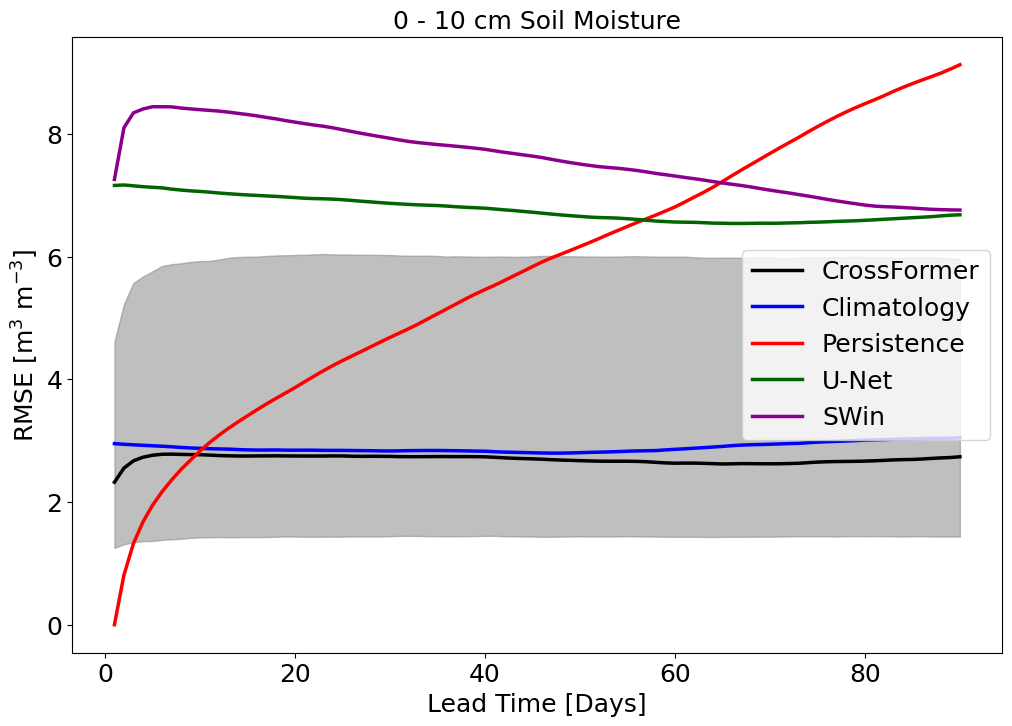 0 - 10 cm Soil Moisture
RMSE [m³ m⁻³]
8
6
4
2
0
CrossFormer
Climatology
Persistence
U-Net
SWin
0 20 40 60 80
Lead Time [Days]